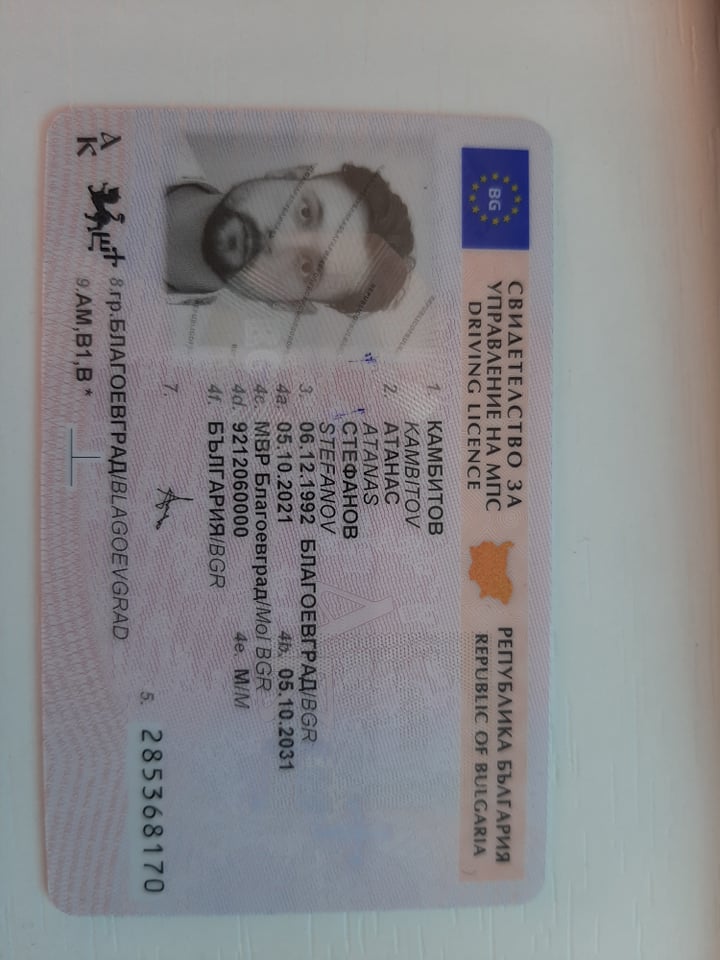 BG
СВИДЕТЕЛСТВО ЗА
УПРАВЛЕНИЕ НА МПС
DRIVING LICENCE
РЕПУБЛИКА БЪЛГАРИЯ
REPUBLIC OF BULGARIA
1. КАМБИТОВ
KAMBITOV
2. АТАНАС
ATANAS
СТЕФАНОВ
STEFANOV
3. 06.12.1992 БЛАГОЕВГРАД/BGR
4a. 05.10.2021 4b. 05.10.2031
4c. МВР Благоевград/MoI BGR
4d. 9212060000 4e. М/M
4f. БЪЛГАРИЯ/BGR
7.
5. 285368170
А
К
8.гр.БЛАГОЕВГРАД/BLAGOEVGRAD
9.AM,B1,B *